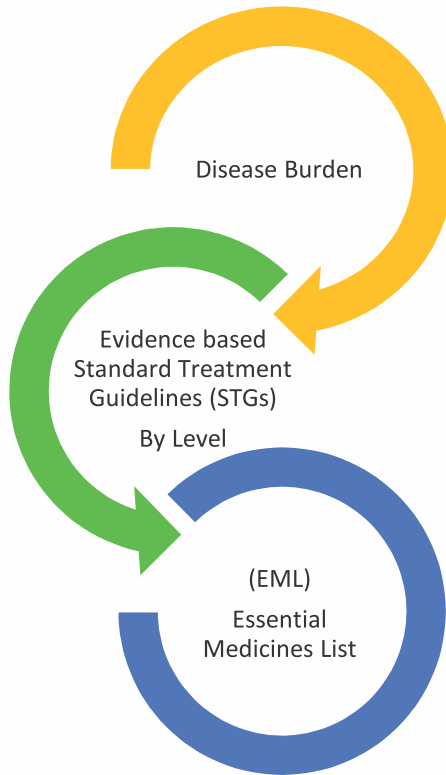 Disease Burden
Evidence based
Standard Treatment
Guidelines (STGs)
By Level
(EML)
Essential
Medicines List